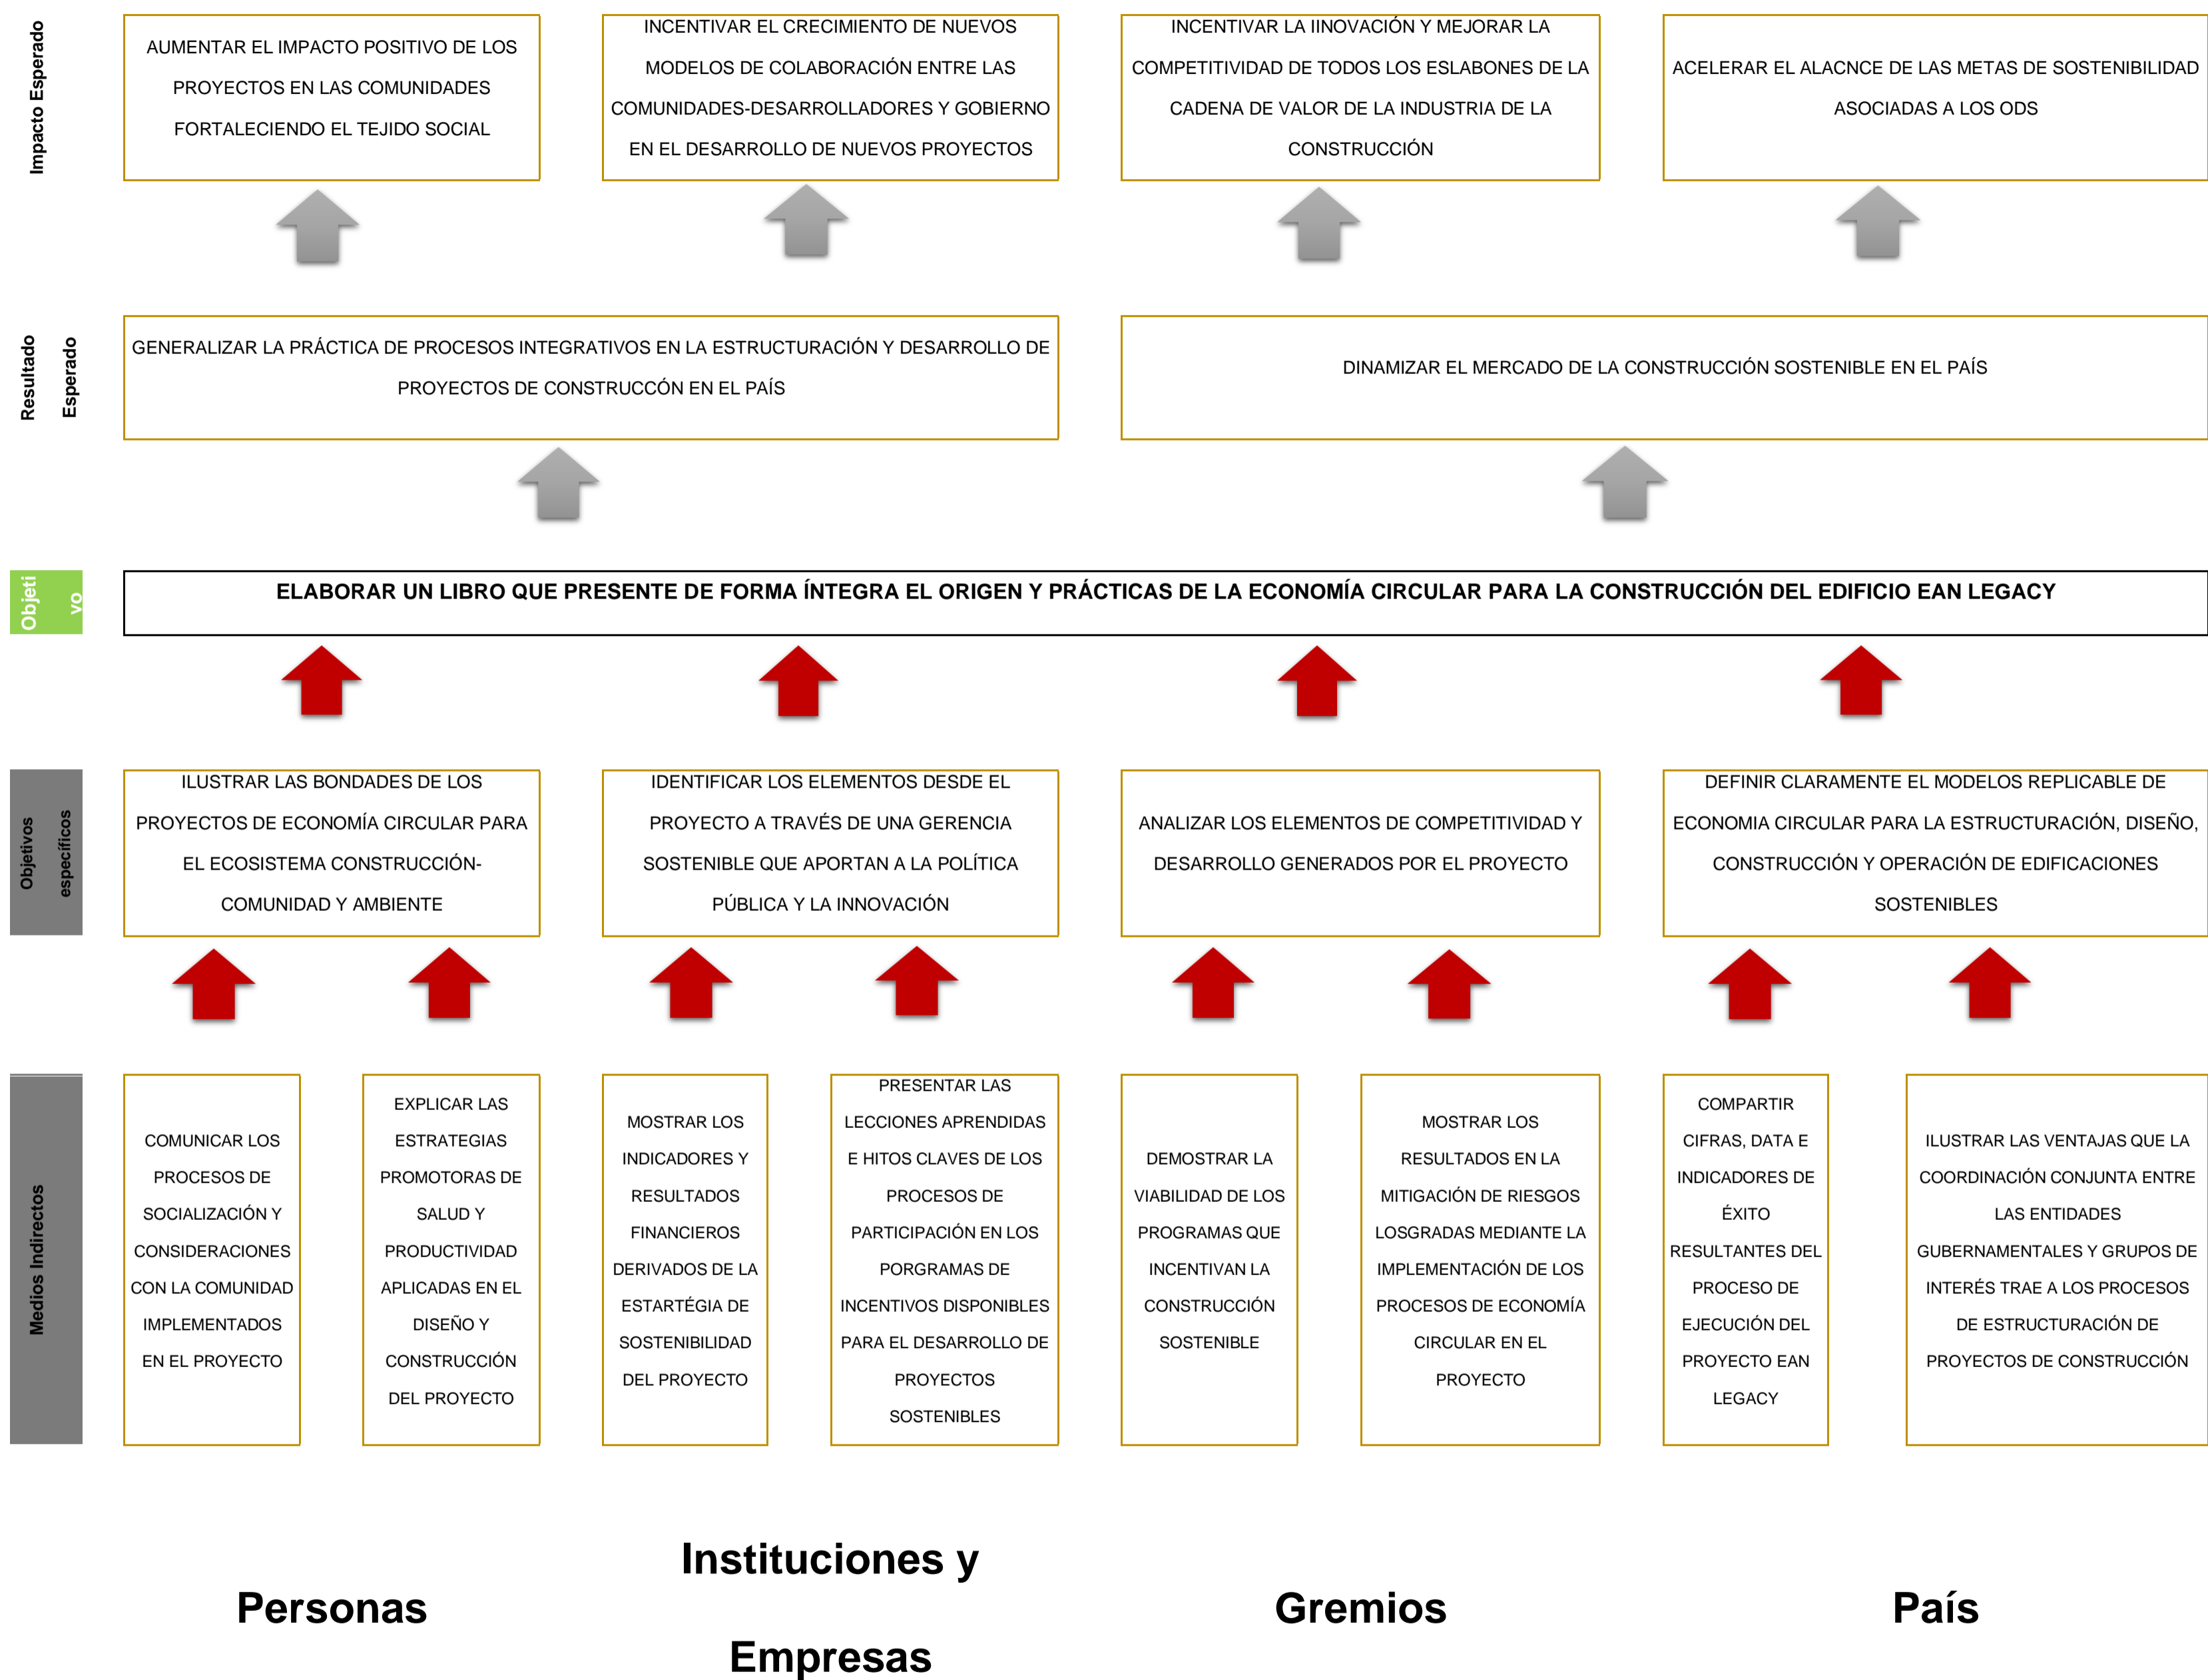 Impacto Esperado
AUMENTAR EL IMPACTO POSITIVO DE LOS
PROYECTOS EN LAS COMUNIDADES
FORTALECIENDO EL TEJIDO SOCIAL
INCENTIVAR EL CRECIMIENTO DE NUEVOS
MODELOS DE COLABORACIÓN ENTRE LAS
COMUNIDADES-DESARROLLADORES Y GOBIERNO
EN EL DESARROLLO DE NUEVOS PROYECTOS
INCENTIVAR LA IINOVACIÓN Y MEJORAR LA
COMPETITIVIDAD DE TODOS LOS ESLABONES DE LA
CADENA DE VALOR DE LA INDUSTRIA DE LA
CONSTRUCCIÓN
ACELERAR EL ALACNCE DE LAS METAS DE SOSTENIBILIDAD
ASOCIADAS A LOS ODS
Resultado
Esperado
GENERALIZAR LA PRÁCTICA DE PROCESOS INTEGRATIVOS EN LA ESTRUCTURACIÓN Y DESARROLLO DE
PROYECTOS DE CONSTRUCCÓN EN EL PAÍS
DINAMIZAR EL MERCADO DE LA CONSTRUCCIÓN SOSTENIBLE EN EL PAÍS
Objeti
vo
ELABORAR UN LIBRO QUE PRESENTE DE FORMA ÍNTEGRA EL ORIGEN Y PRÁCTICAS DE LA ECONOMÍA CIRCULAR PARA LA CONSTRUCCIÓN DEL EDIFICIO EAN LEGACY
Objetivos
específicos
ILUSTRAR LAS BONDADES DE LOS
PROYECTOS DE ECONOMÍA CIRCULAR PARA
EL ECOSISTEMA CONSTRUCCIÓN-
COMUNIDAD Y AMBIENTE
IDENTIFICAR LOS ELEMENTOS DESDE EL
PROYECTO A TRAVÉS DE UNA GERENCIA
SOSTENIBLE QUE APORTAN A LA POLÍTICA
PÚBLICA Y LA INNOVACIÓN
ANALIZAR LOS ELEMENTOS DE COMPETITIVIDAD Y
DESARROLLO GENERADOS POR EL PROYECTO
DEFINIR CLARAMENTE EL MODELOS REPLICABLE DE
ECONOMIA CIRCULAR PARA LA ESTRUCTURACIÓN, DISEÑO,
CONSTRUCCIÓN Y OPERACIÓN DE EDIFICACIONES
SOSTENIBLES
Medios Indirectos
COMUNICAR LOS
PROCESOS DE
SOCIALIZACIÓN Y
CONSIDERACIONES
CON LA COMUNIDAD
IMPLEMENTADOS
EN EL PROYECTO
EXPLICAR LAS
ESTRATEGIAS
PROMOTORAS DE
SALUD Y
PRODUCTIVIDAD
APLICADAS EN EL
DISEÑO Y
CONSTRUCCIÓN
DEL PROYECTO
MOSTRAR LOS
INDICADORES Y
RESULTADOS
FINANCIEROS
DERIVADOS DE LA
ESTARTÉGIA DE
SOSTENIBILIDAD
DEL PROYECTO
PRESENTAR LAS
LECCIONES APRENDIDAS
E HITOS CLAVES DE LOS
PROCESOS DE
PARTICIPACIÓN EN LOS
PORGRAMAS DE
INCENTIVOS DISPONIBLES
PARA EL DESARROLLO DE
PROYECTOS
SOSTENIBLES
DEMOSTRAR LA
VIABILIDAD DE LOS
PROGRAMAS QUE
INCENTIVAN LA
CONSTRUCCIÓN
SOSTENIBLE
MOSTRAR LOS
RESULTADOS EN LA
MITIGACIÓN DE RIESGOS
LOSGRADAS MEDIANTE LA
IMPLEMENTACIÓN DE LOS
PROCESOS DE ECONOMÍA
CIRCULAR EN EL
PROYECTO
COMPARTIR
CIFRAS, DATA E
INDICADORES DE
ÉXITO
RESULTANTES DEL
PROCESO DE
EJECUCIÓN DEL
PROYECTO EAN
LEGACY
ILUSTRAR LAS VENTAJAS QUE LA
COORDINACIÓN CONJUNTA ENTRE
LAS ENTIDADES
GUBERNAMENTALES Y GRUPOS DE
INTERÉS TRAE A LOS PROCESOS
DE ESTRUCTURACIÓN DE
PROYECTOS DE CONSTRUCCIÓN
Personas
Instituciones y
Empresas
Gremios
País